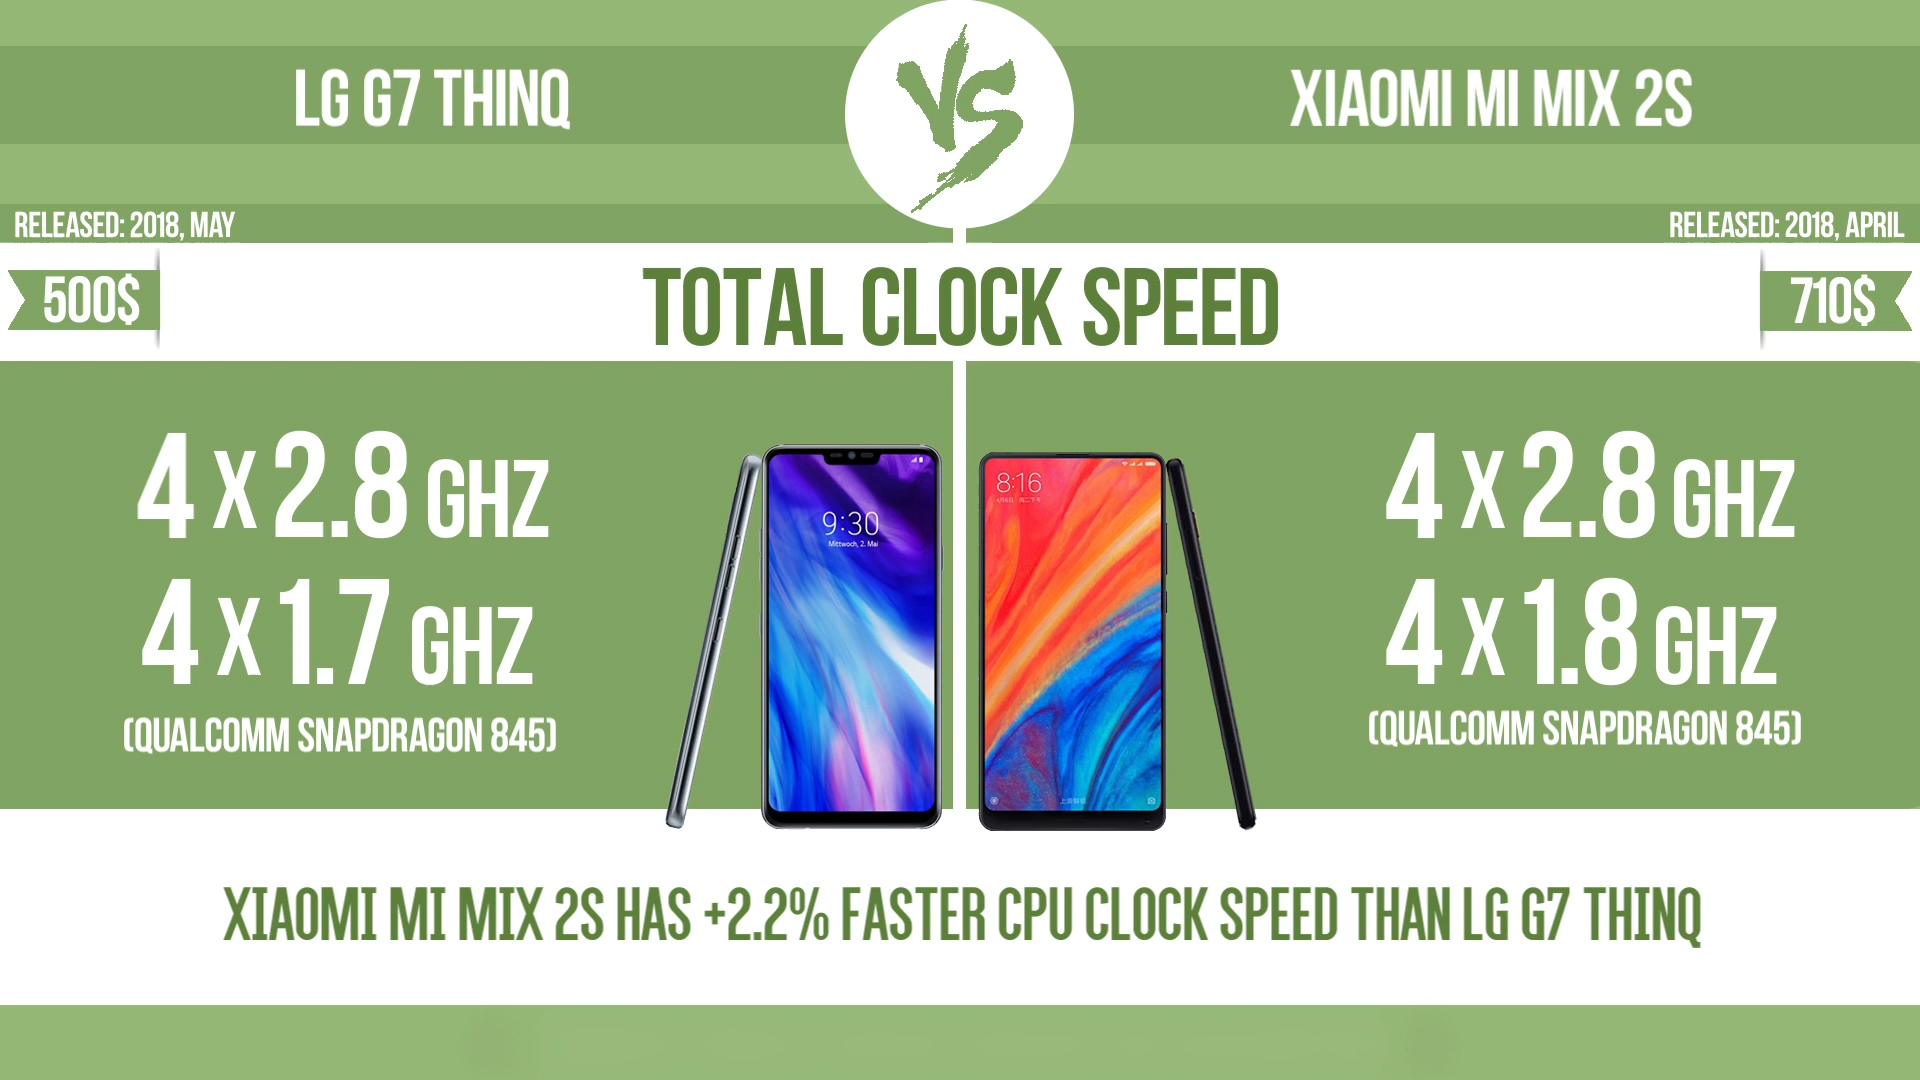 LG G7 THINQ
VS
XIAOMI MI MIX 2S
RELEASED: 2018, MAY
RELEASED: 2018, APRIL
500$
TOTAL CLOCK SPEED
710$
4 X 2.8 GHZ
4 X 1.7 GHZ
(QUALCOMM SNAPDRAGON 845)
9:30
Mittwoch, 2. Mai
8:16
4 X 2.8 GHZ
4 X 1.8 GHZ
(QUALCOMM SNAPDRAGON 845)
XIAOMI MI MIX 2S HAS +2.2% FASTER CPU CLOCK SPEED THAN LG G7 THINQ